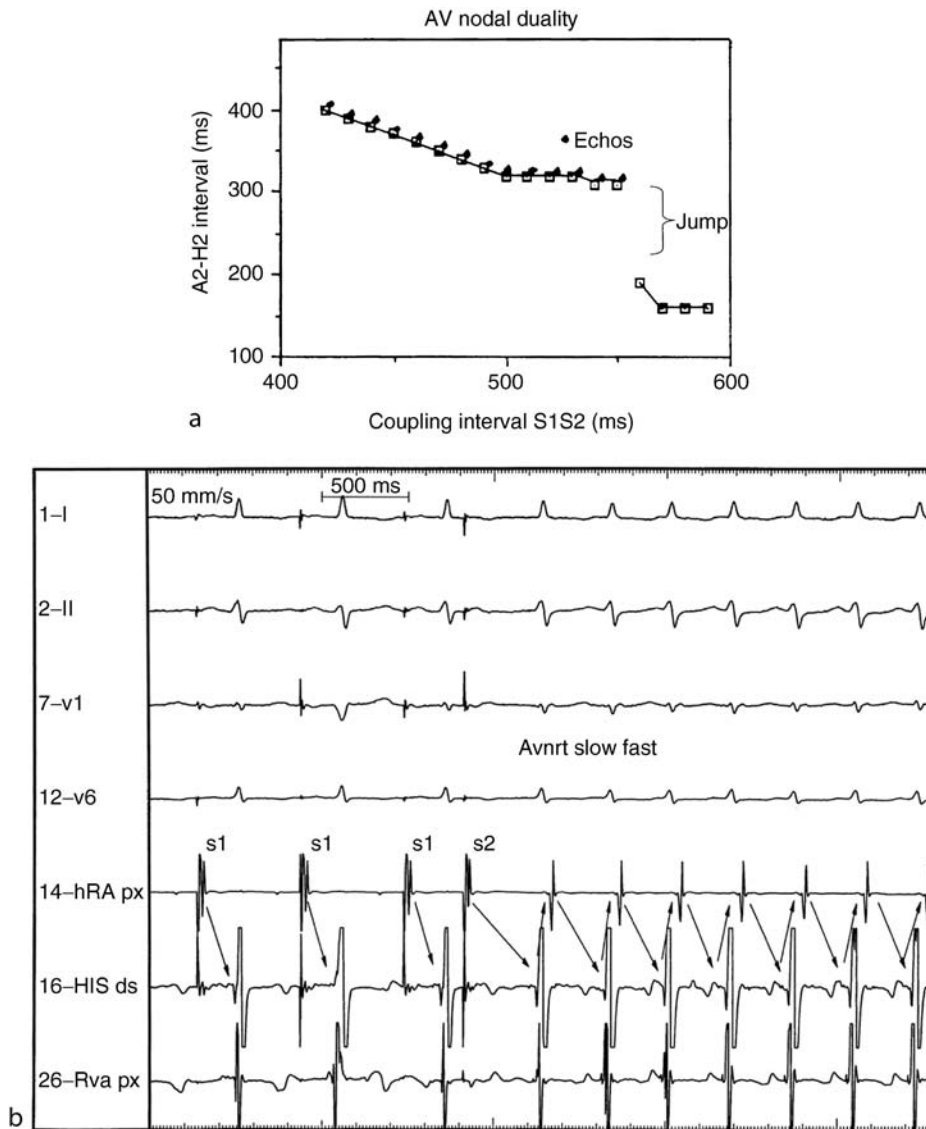 AV nodal duality
A2-H2 interval (ms)
400
300
200
100
Echos
Jump
400
500
600
Coupling interval S1S2 (ms)
a
50 mm/s
500 ms
1–I
2–II
7–v1
Avnrt slow fast
12–v6
s1
s1
s1
s2
14–hRA px
16–HIS ds
26–Rva px
b